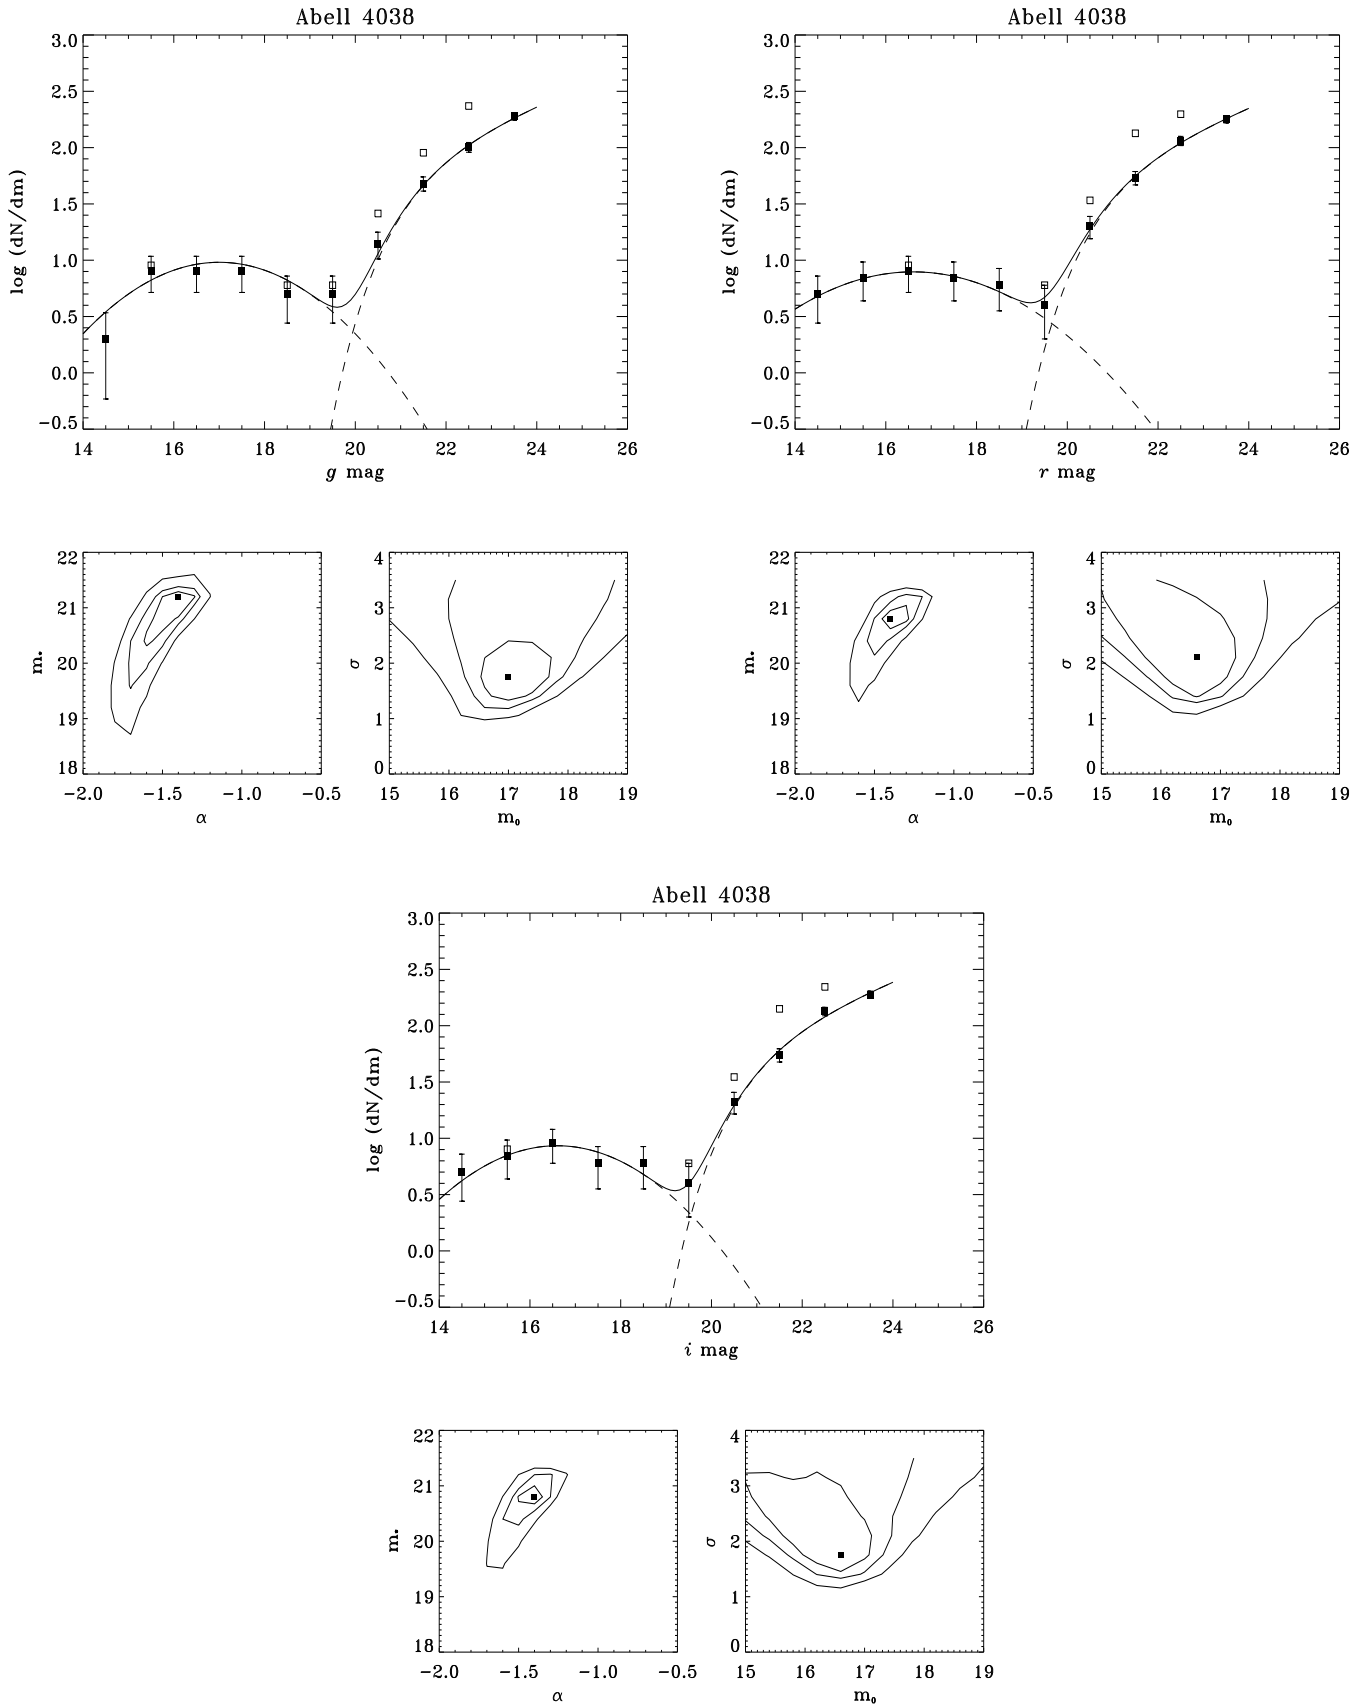 Abell 4038
Abell 4038
3.0
2.5
2.0
1.5
1.0
0.5
0.0
−0.5
log (dN/dm)
14 16 18 20 22 24 26
g mag
3.0
2.5
2.0
1.5
1.0
0.5
0.0
−0.5
log (dN/dm)
14 16 18 20 22 24 26
r mag
22
21
20
19
18
m*
−2.0 −1.5 −1.0 −0.5
α
4
3
2
1
0
σ
15 16 17 18 19
m₀
22
21
20
19
18
m*
−2.0 −1.5 −1.0 −0.5
α
4
3
2
1
0
σ
15 16 17 18 19
m₀
Abell 4038
3.0
2.5
2.0
1.5
1.0
0.5
0.0
−0.5
log (dN/dm)
14 16 18 20 22 24 26
i mag
22
21
20
19
18
m*
−2.0 −1.5 −1.0 −0.5
α
4
3
2
1
0
σ
15 16 17 18 19
m₀